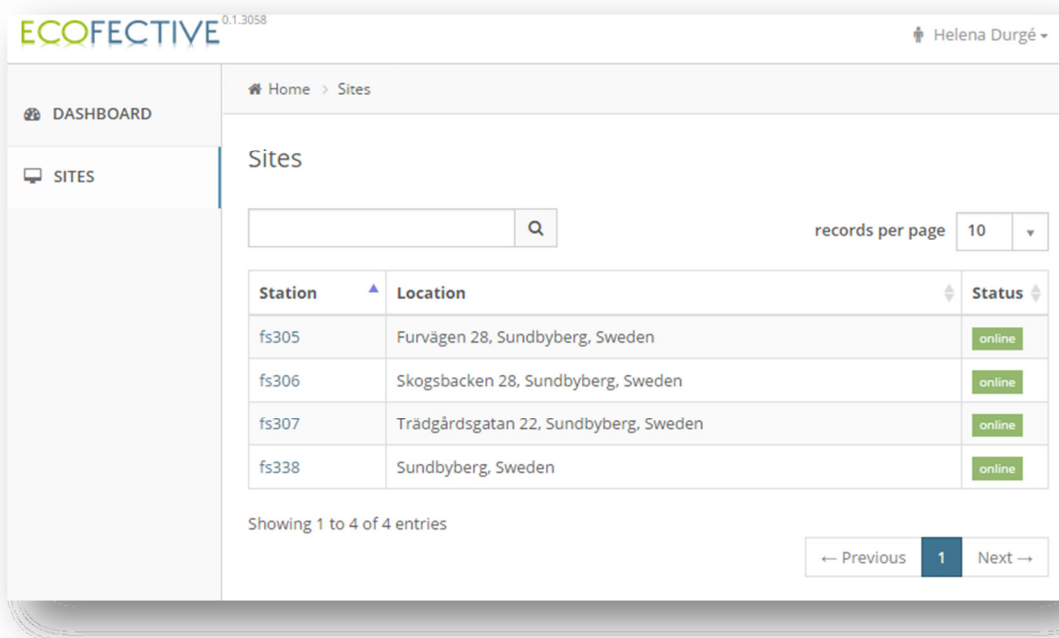 ECOFECTIVE 0.1.3058
Helena Durgé
DASHBOARD
SITES
Home > Sites
Sites
records per page 10
Station Location Status
fs305 Furvägen 28, Sundbyberg, Sweden online
fs306 Skogsbacken 28, Sundbyberg, Sweden online
fs307 Trädgårdsgatan 22, Sundbyberg, Sweden online
fs338 Sundbyberg, Sweden online
Showing 1 to 4 of 4 entries
← Previous 1 Next →